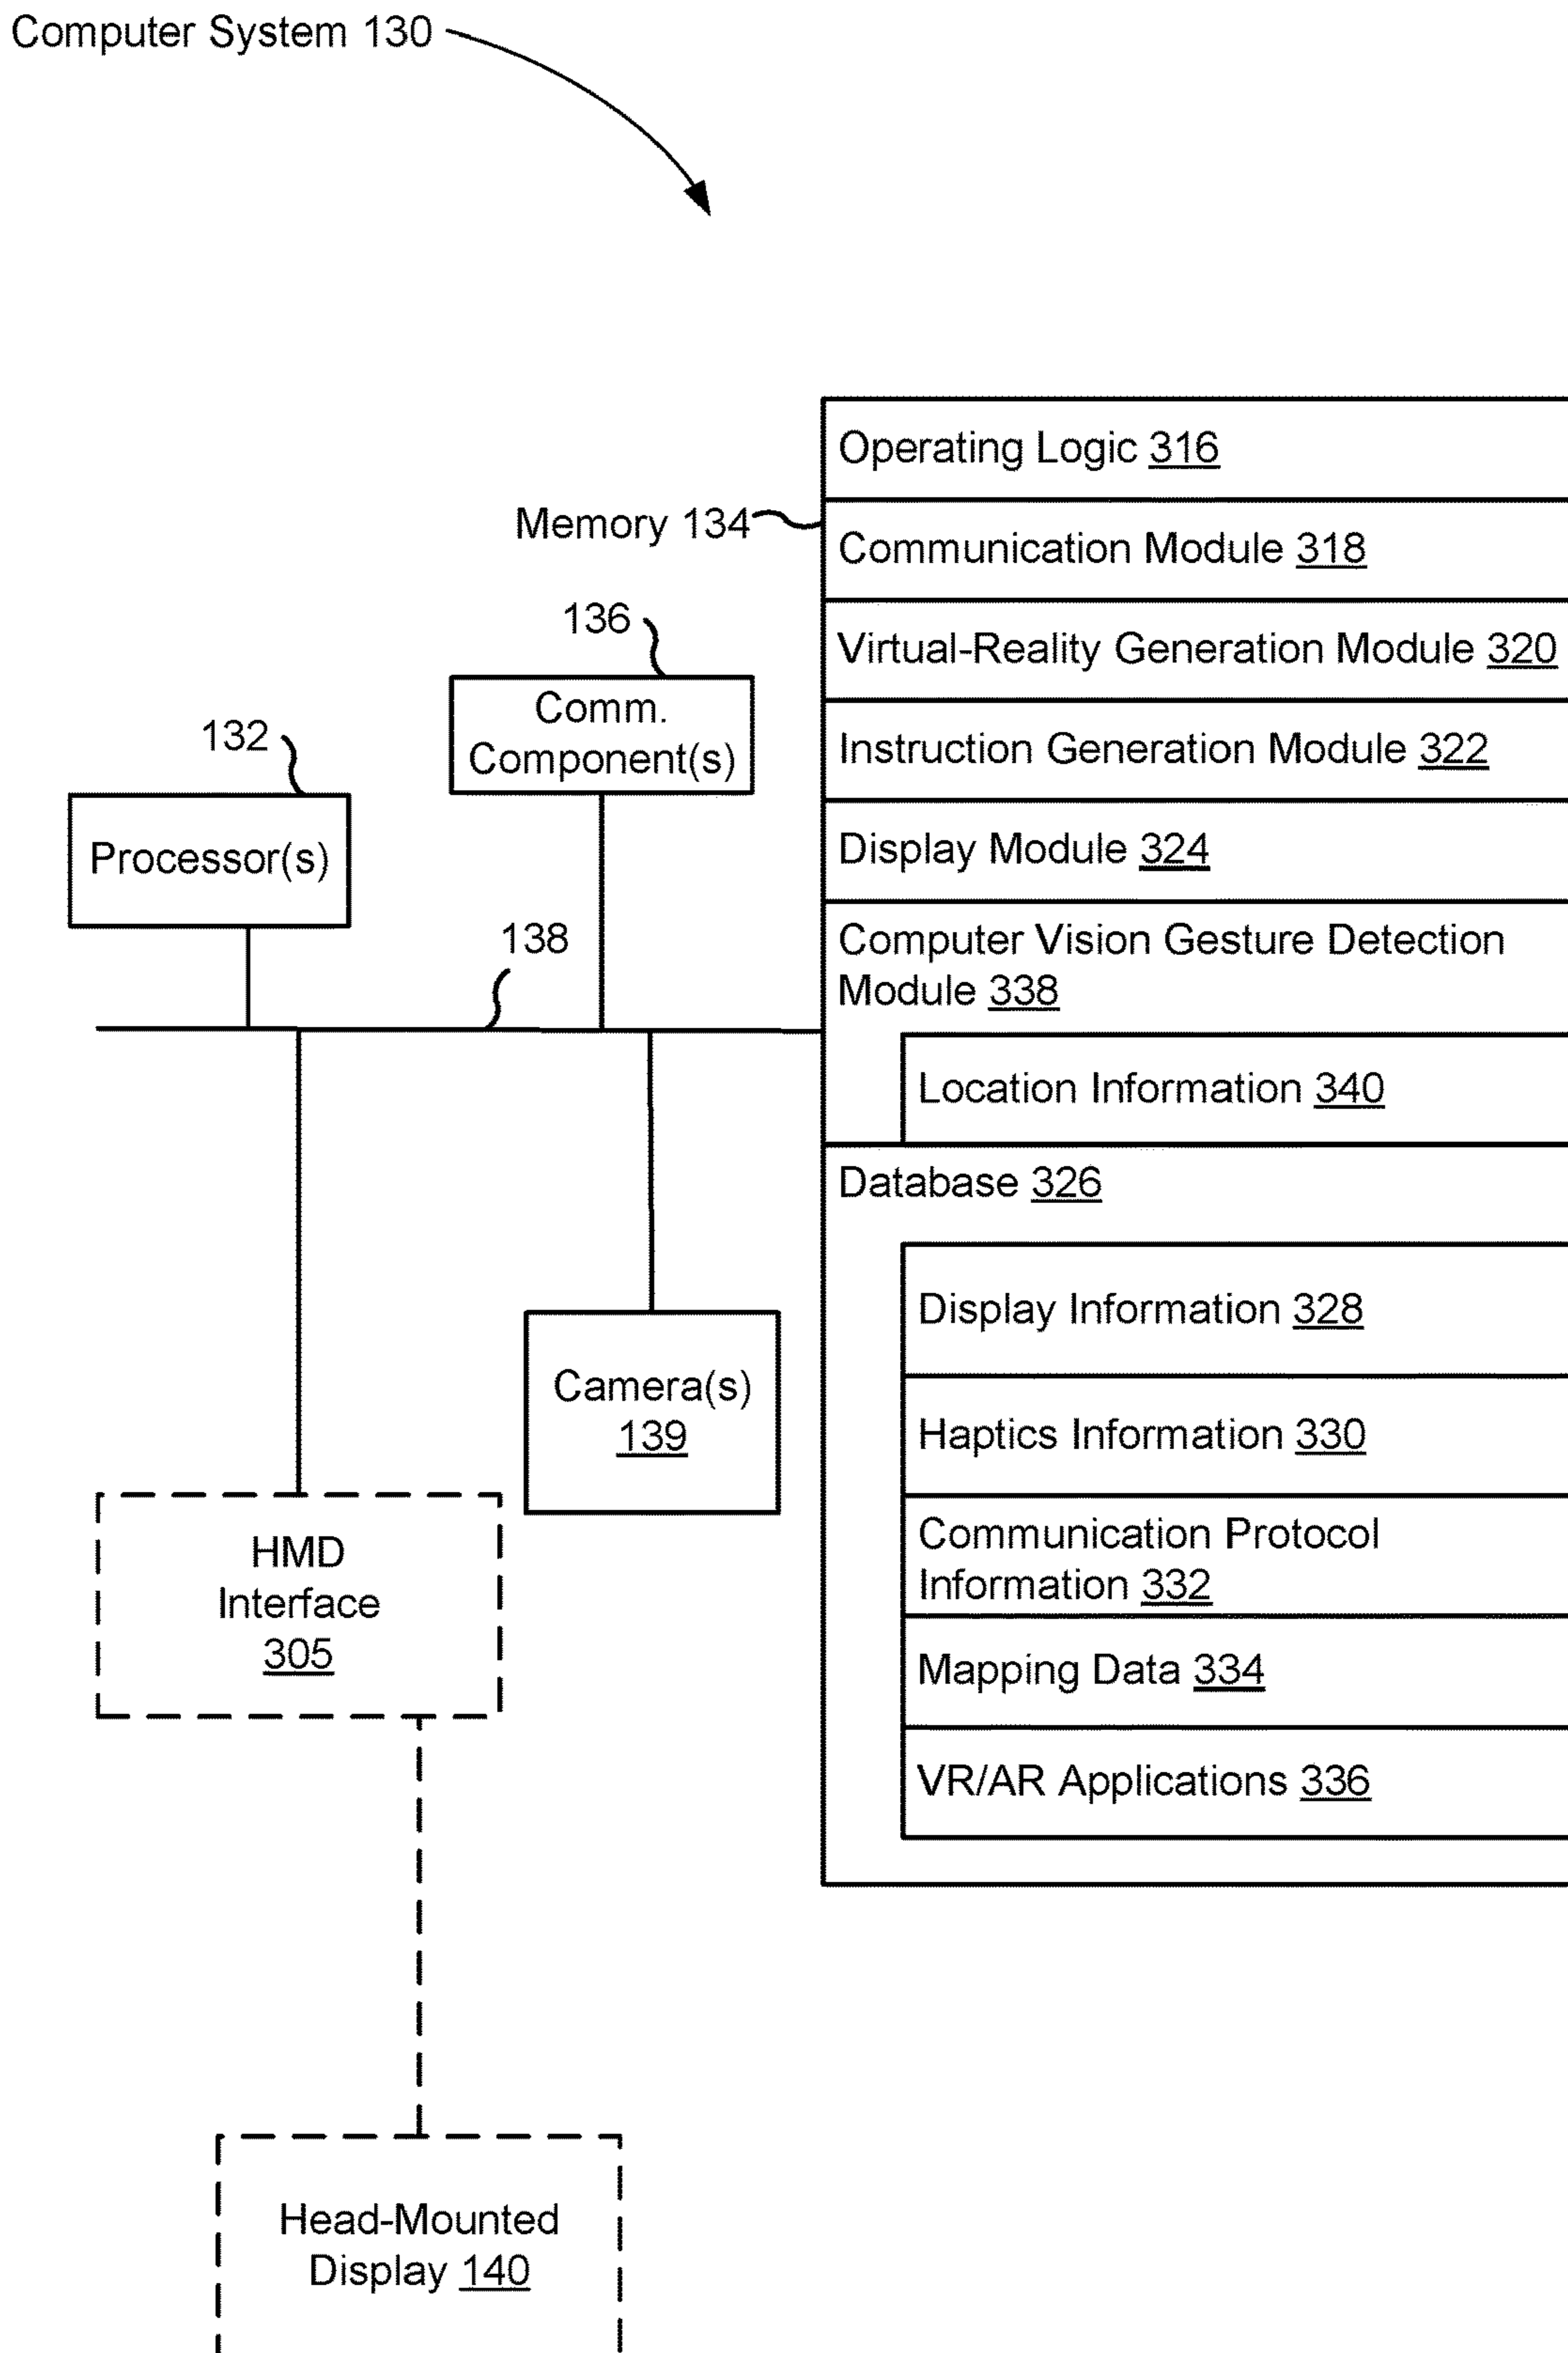 Computer System 130
Operating Logic 316
Memory 134
Communication Module 318
136
Virtual-Reality Generation Module 320
Comm.
Component(s)
132
Instruction Generation Module 322
Processor(s)
Display Module 324
138
Computer Vision Gesture Detection
Module 338
Location Information 340
Database 326
Display Information 328
Camera(s)
139
Haptics Information 330
HMD
Interface
305
Communication Protocol
Information 332
Mapping Data 334
VR/AR Applications 336
Head-Mounted
Display 140